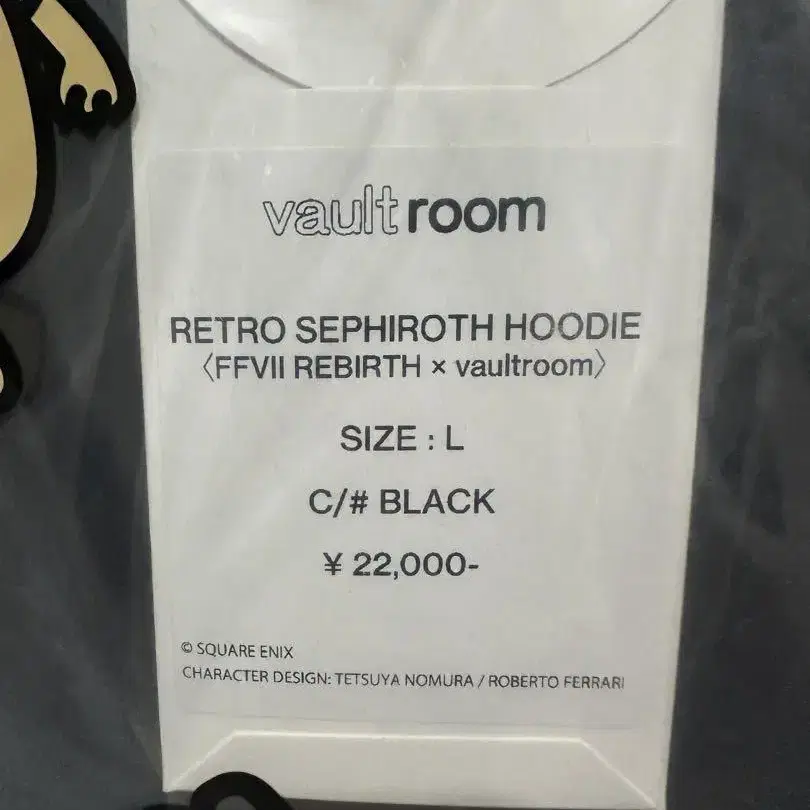 vaultroom
RETRO SEPHIROTH HOODIE
〈FFVII REBIRTH × vaultroom〉
SIZE : L
C/# BLACK
¥ 22,000-
© SQUARE ENIX
CHARACTER DESIGN: TETSUYA NOMURA / ROBERTO FERRARI